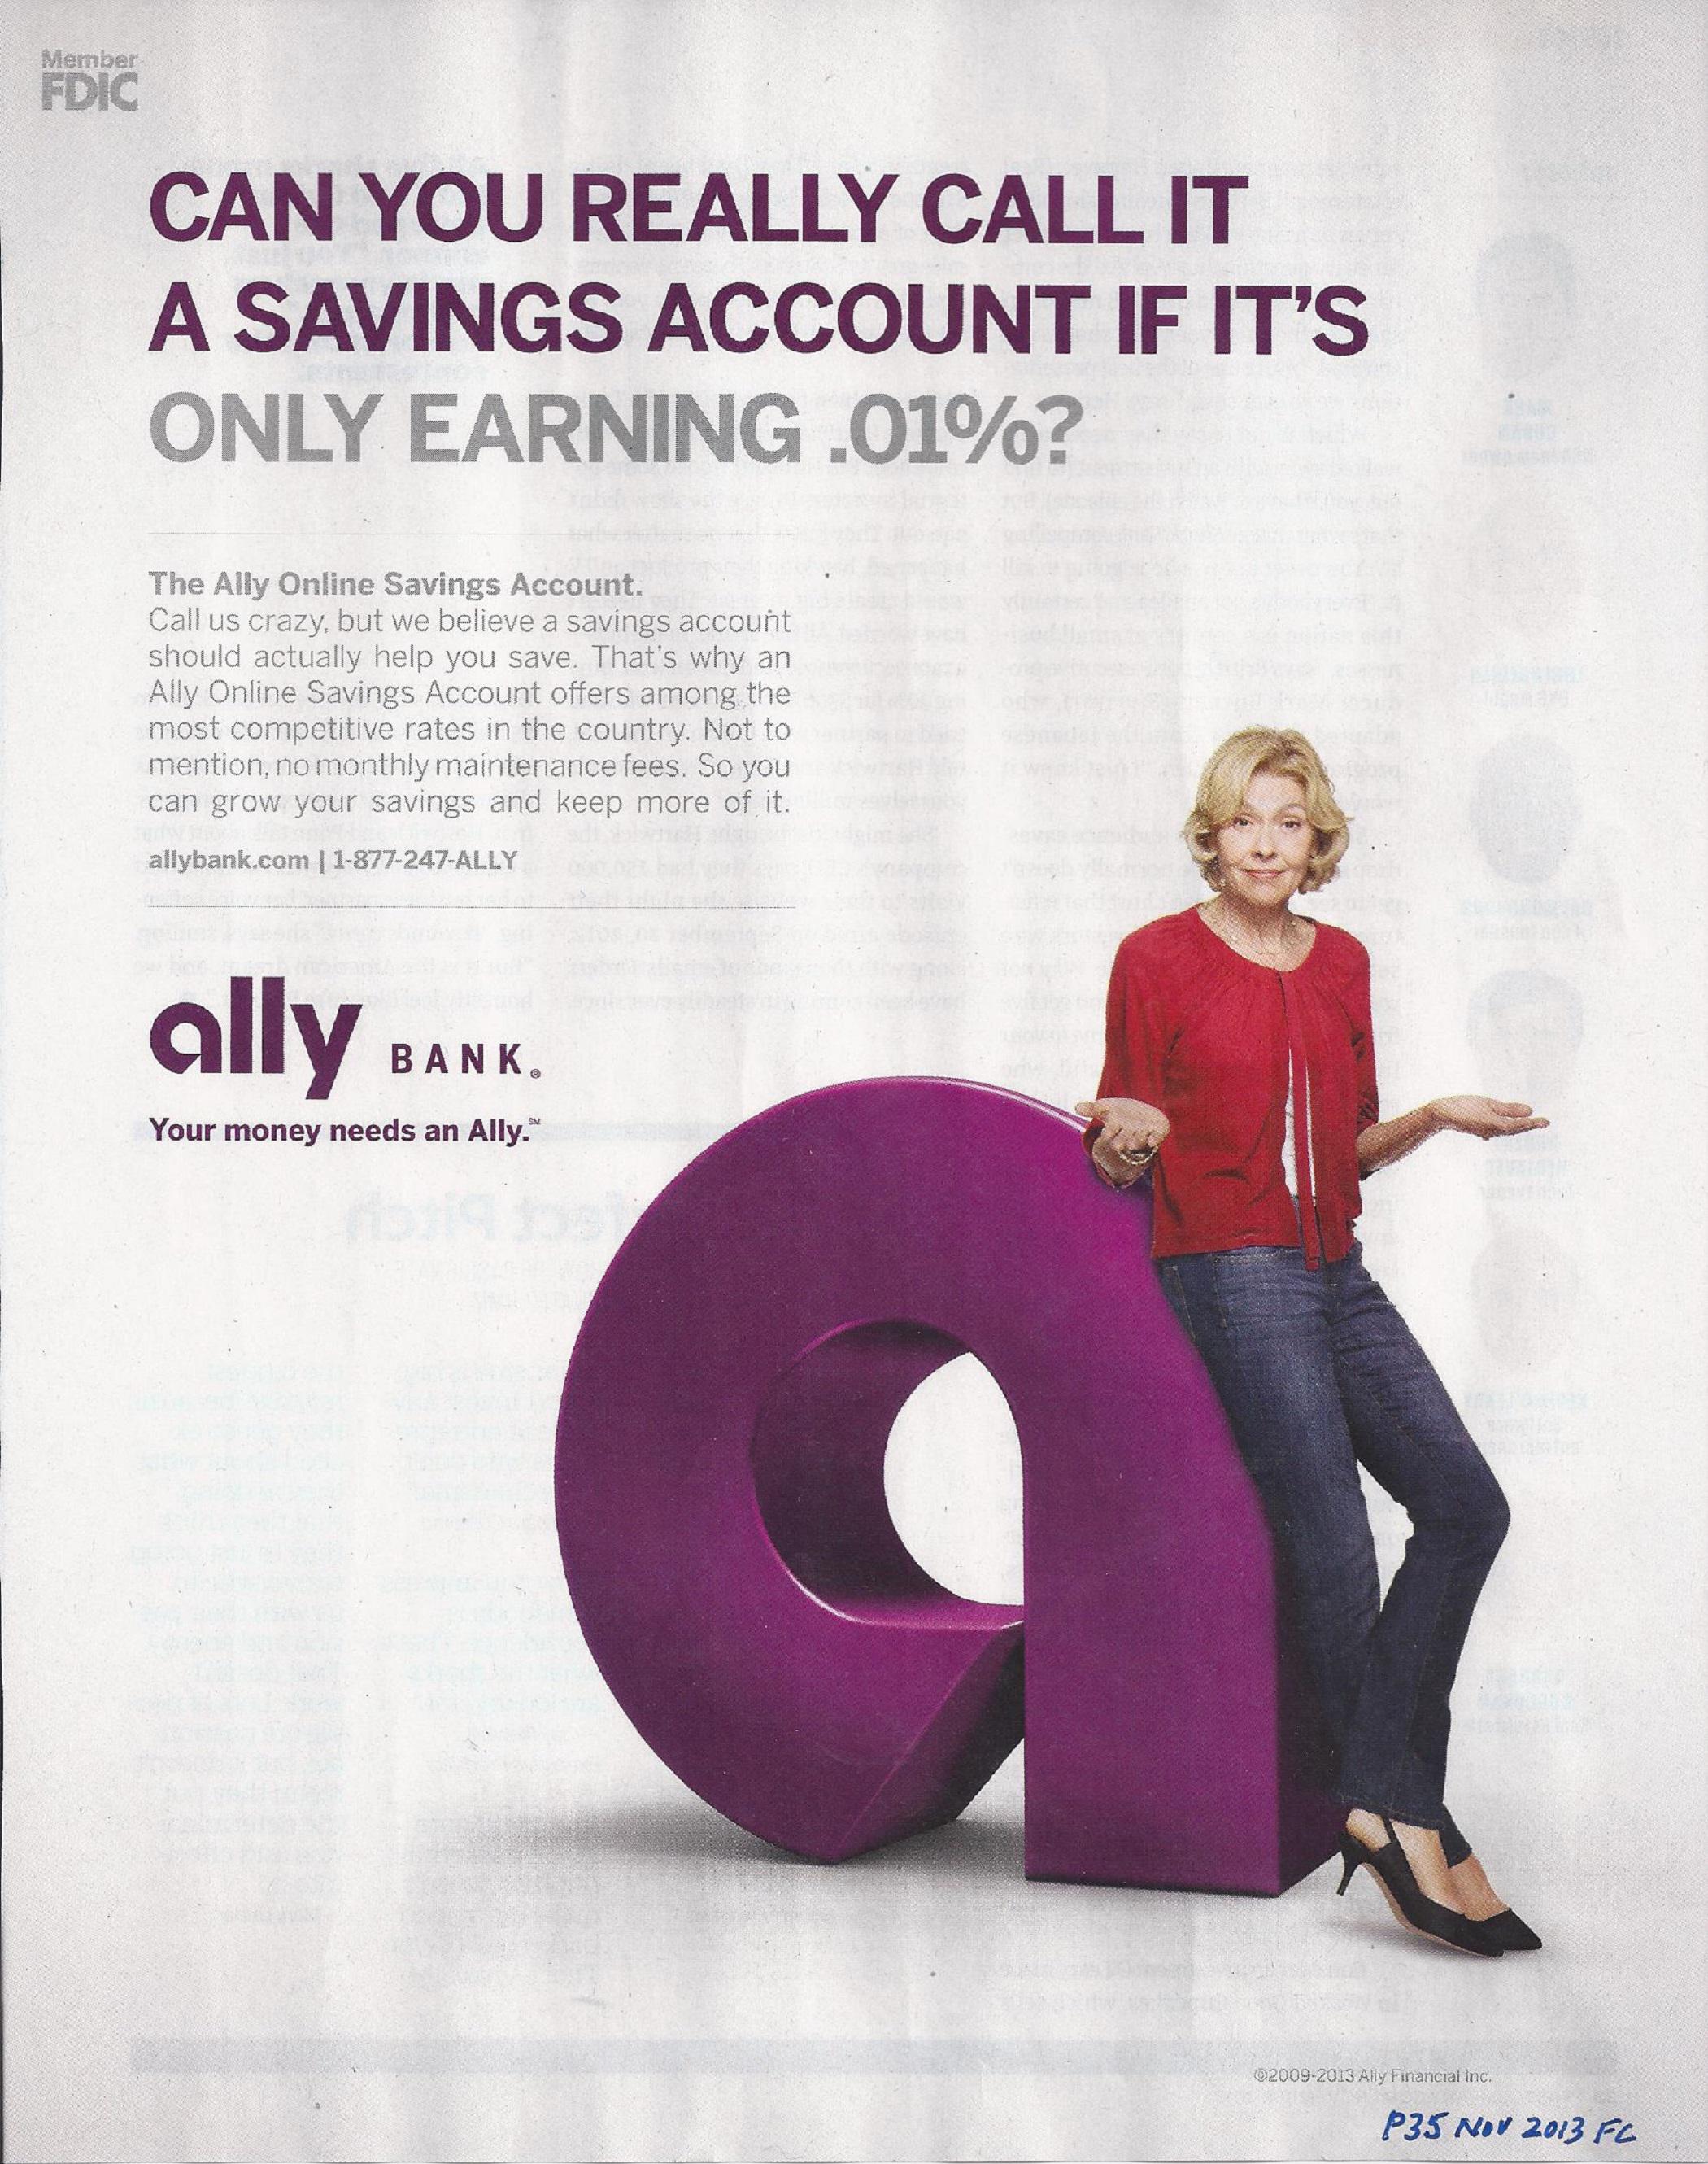 Member
FDIC
CAN YOU REALLY CALL IT
A SAVINGS ACCOUNT IF IT'S
ONLY EARNING .01%?
The Ally Online Savings Account.
Call us crazy, but we believe a savings account
should actually help you save. That's why an
Ally Online Savings Account offers among the
most competitive rates in the country. Not to
mention, no monthly maintenance fees. So you
can grow your savings and keep more of it.
allybank.com | 1-877-247-ALLY
ally BANK®
Your money needs an Ally.℠
©2009-2013 Ally Financial Inc.
P35 NOV 2013 FC